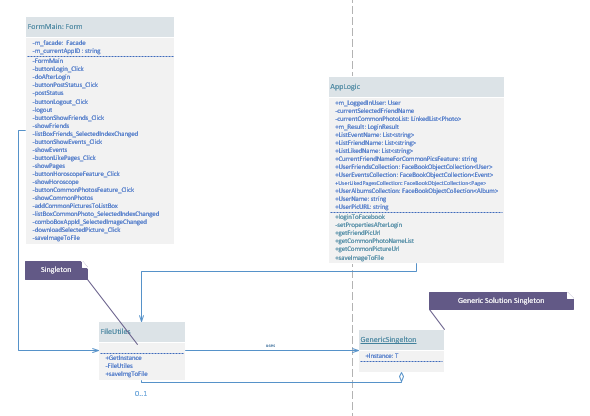 FormMain: Form
-m_facade: Facade
-m_currentAppID : string
-FormMain
-buttonLogin_Click
-doAfterLogin
-buttonPostStatus_Click
-postStatus
-buttonLogout_Click
-logout
-buttonShowFriends_Click
-showFriends
-listBoxFriends_SelectedIndexChanged
-buttonShowEvents_Click
-showEvents
-buttonLikePages_Click
-showPages
-buttonHoroscopeFeature_Click
-showHoroscope
-buttonCommonPhotosFeature_Click
-showCommonPhotos
-addCommonPicturesToListBox
-listBoxCommonPhoto_SelectedIndexChanged
-comboBoxAppId_SelectedImageChanged
-downloadSelectedPicture_Click
-saveImageToFile
AppLogic
+m_LoggedInUser: User
-currentSelectedFriendName
-currentCommonPhotoList: LinkedList<Photo>
+m_Result: LoginResult
+ListEventName: List<string>
+ListFriendName: List<string>
+ListLikedName: List<string>
+CurrentFriendNameForCommonPicsFeature: string
+UserFriendsCollection: FaceBookObjectCollection<User>
+UserEventsCollection: FaceBookObjectCollection<Event>
+UserLikedPagesCollection: FaceBookObjectCollection<Page>
+UserAlbumsCollection: FaceBookObjectCollection<Album>
+UserName: string
+UserPicURL: string
+loginToFacebook
-setPropertiesAfterLogin
+getFriendPicUrl
+getCommonPhotoNameList
+getCommonPictureUrl
+saveImageToFile
Singleton
Generic Solution Singleton
FileUtiles
+GetInstance
-FileUtiles
+saveImgToFile
uses
GenericSingelton
+Instance: T
0..1